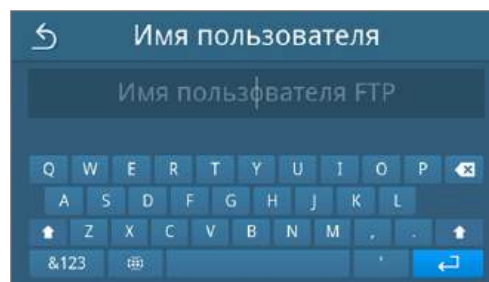 Имя пользователя
Имя пользователя FTP
Q W E R T Y U I O P
A S D F G H J K L
Z X C V B N M , .
&123 '